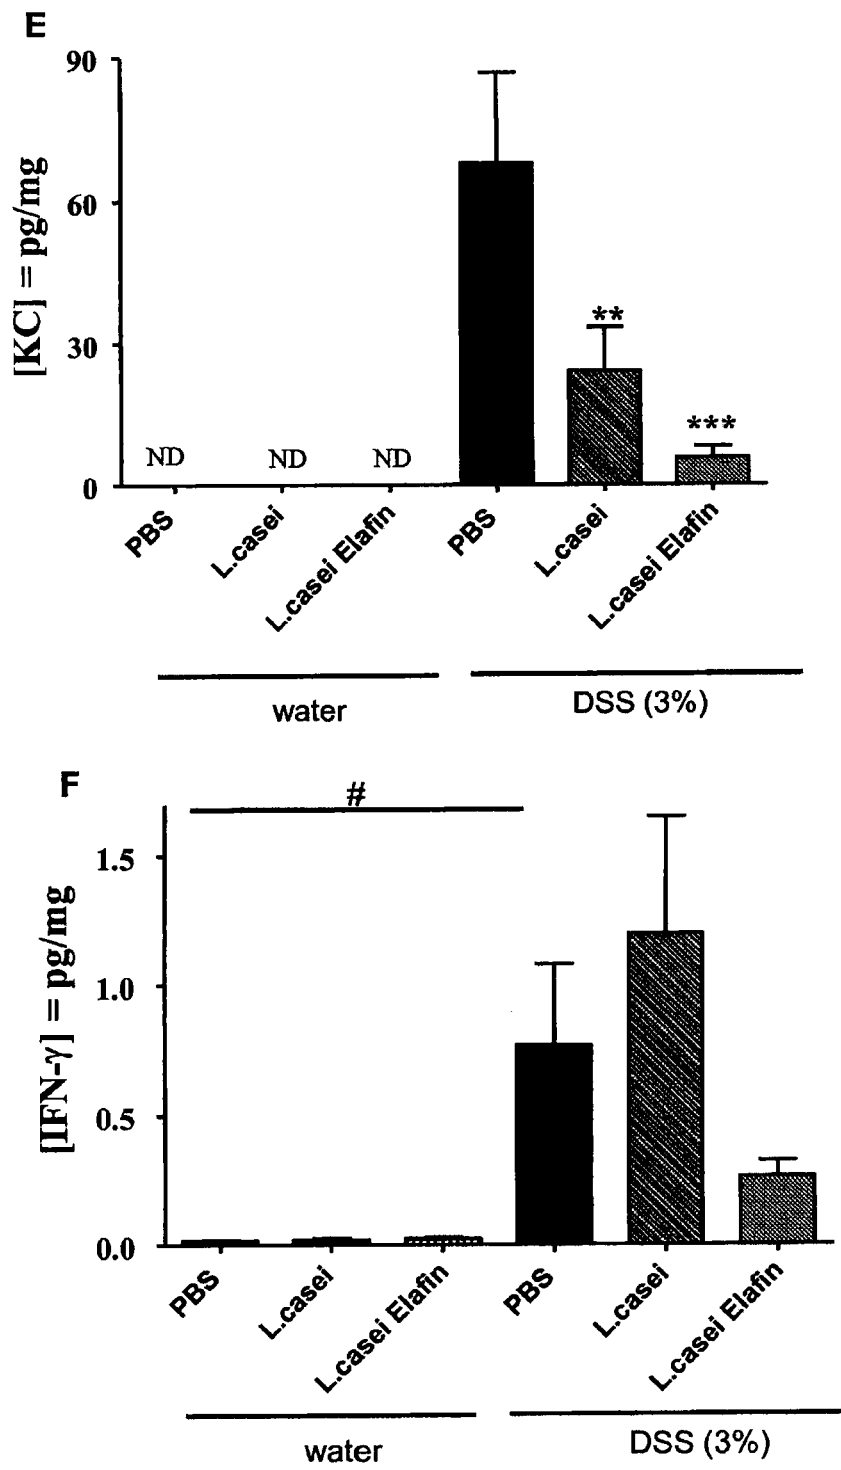 E
[KC] = pg/mg
90
60
30
0
ND ND ND
**
***
PBS L.casei L.casei Elafin PBS L.casei L.casei Elafin
water DSS (3%)
F
#
[IFN-γ] = pg/mg
1.5
1.0
0.5
0.0
PBS L.casei L.casei Elafin PBS L.casei L.casei Elafin
water DSS (3%)